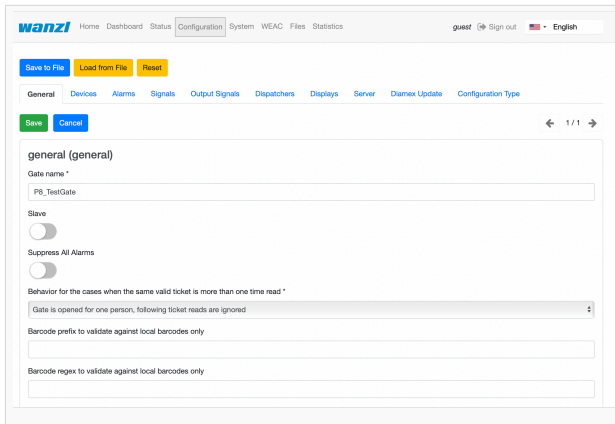 wanzl Home Dashboard Status Configuration System WEAC Files Statistics guest Sign out English
Save to File Load from File Reset
General Devices Alarms Signals Output Signals Dispatchers Displays Server Diamex Update Configuration Type
Save Cancel 1 / 1
general (general)
Gate name *
P8_TestGate
Slave
Suppress All Alarms
Behavior for the cases when the same valid ticket is more than one time read *
Gate is opened for one person, following ticket reads are ignored
Barcode prefix to validate against local barcodes only
Barcode regex to validate against local barcodes only